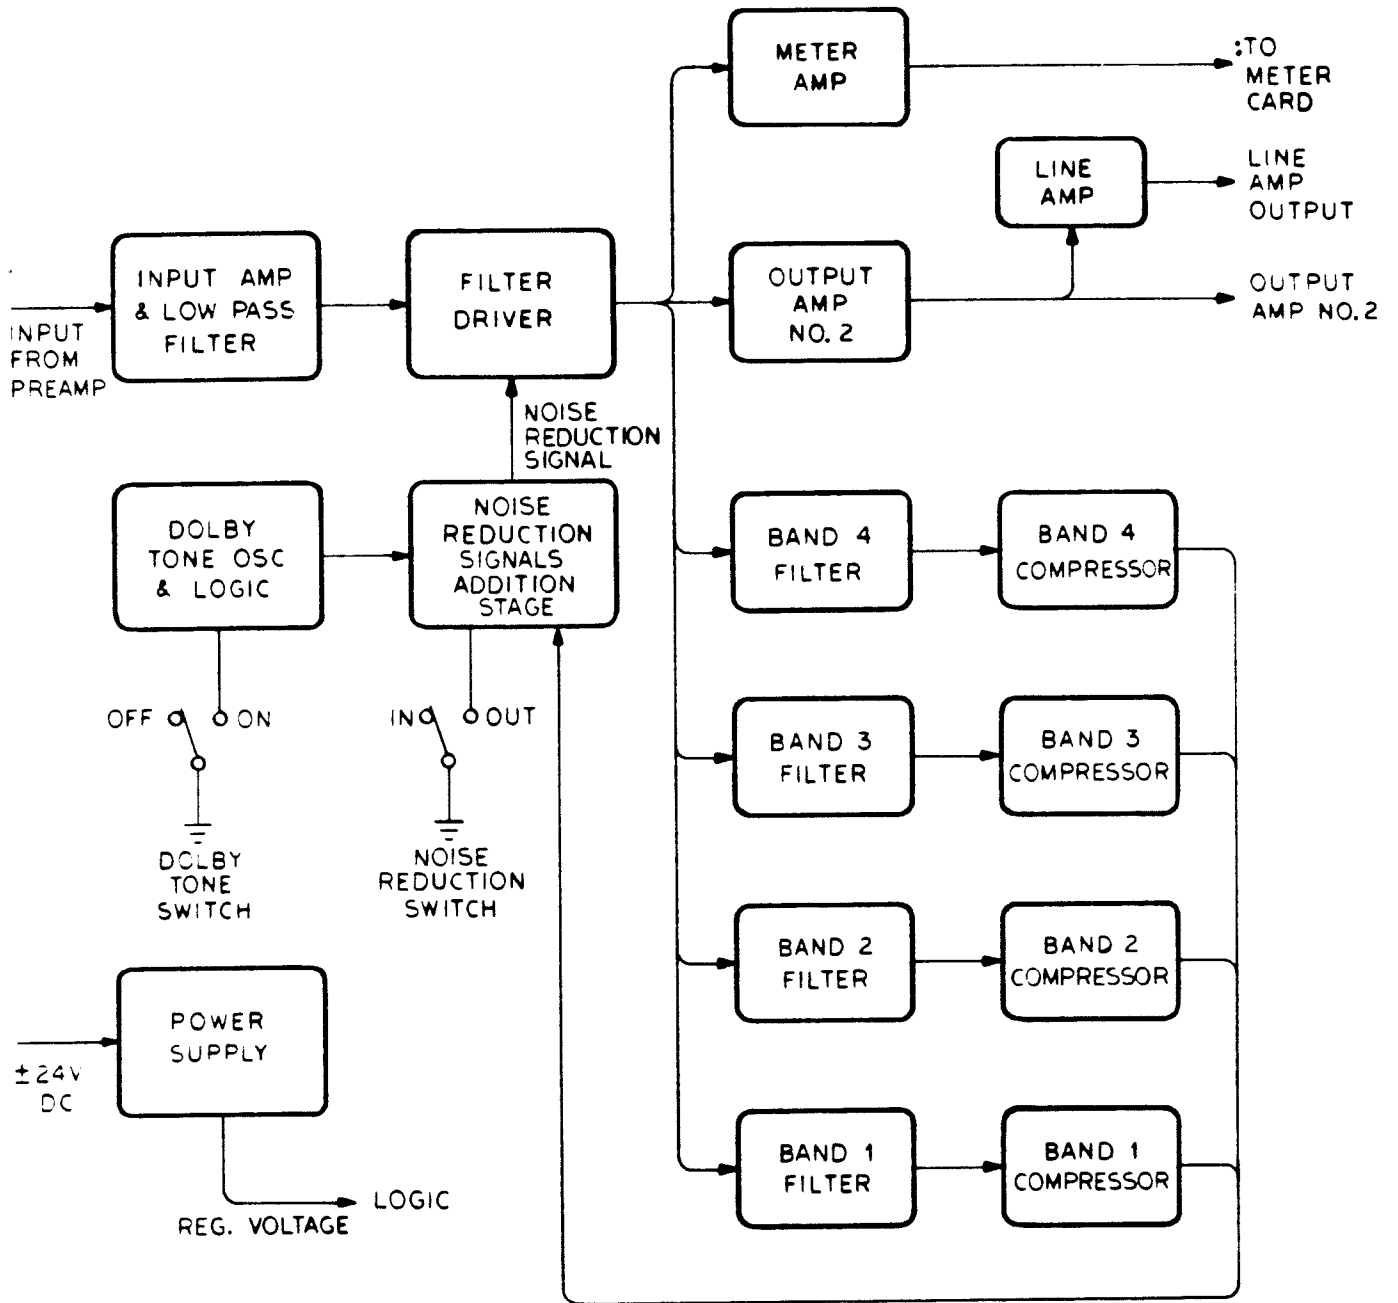 METER
AMP
:TO
METER
CARD
LINE
AMP
LINE
AMP
OUTPUT
INPUT AMP
& LOW PASS
FILTER
FILTER
DRIVER
OUTPUT
AMP
NO. 2
OUTPUT
AMP NO. 2
INPUT
FROM
PREAMP
NOISE
REDUCTION
SIGNAL
DOLBY
TONE OSC
& LOGIC
NOISE
REDUCTION
SIGNALS
ADDITION
STAGE
BAND 4
FILTER
BAND 4
COMPRESSOR
OFF ON
IN OUT
BAND 3
FILTER
BAND 3
COMPRESSOR
DOLBY
TONE
SWITCH
NOISE
REDUCTION
SWITCH
BAND 2
FILTER
BAND 2
COMPRESSOR
POWER
SUPPLY
±24V
DC
BAND 1
FILTER
BAND 1
COMPRESSOR
LOGIC
REG. VOLTAGE